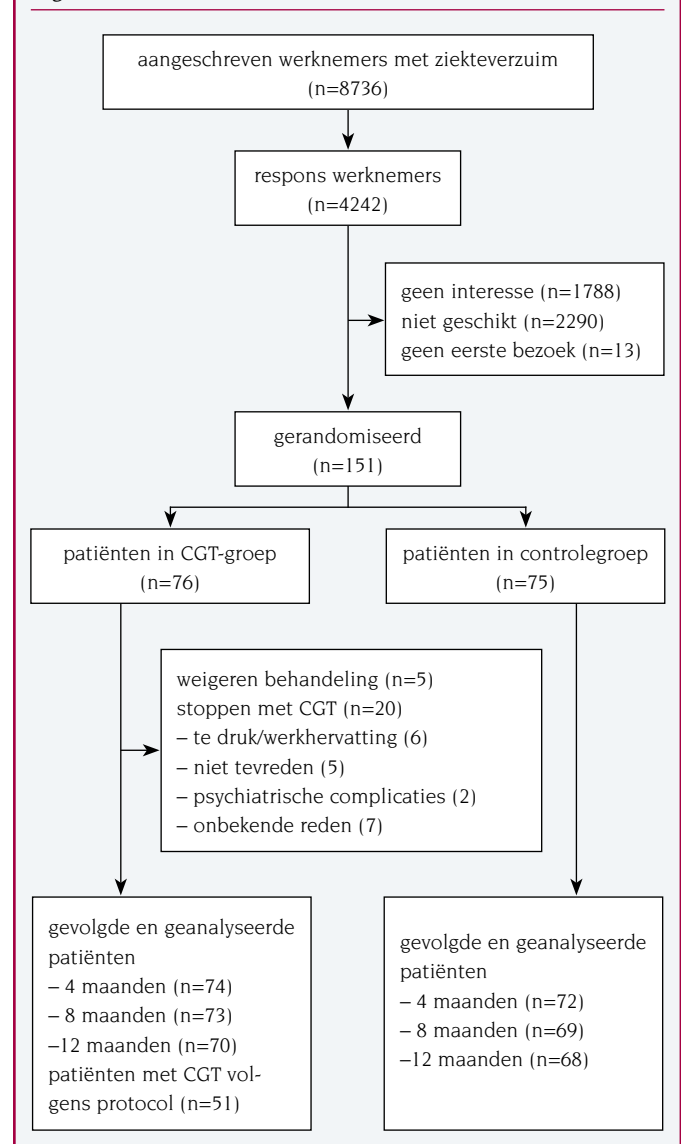 aangeschreven werknemers met ziekteverzuim
(n=8736)
respons werknemers
(n=4242)
geen interesse (n=1788)
niet geschikt (n=2290)
geen eerste bezoek (n=13)
gerandomiseerd
(n=151)
patiënten in CGT-groep
(n=76)
patiënten in controlegroep
(n=75)
weigeren behandeling (n=5)
stoppen met CGT (n=20)
– te druk/werkhervatting (6)
– niet tevreden (5)
– psychiatrische complicaties (2)
– onbekende reden (7)
gevolgde en geanalyseerde
patiënten
– 4 maanden (n=74)
– 8 maanden (n=73)
–12 maanden (n=70)
patiënten met CGT vol-
gens protocol (n=51)
gevolgde en geanalyseerde
patiënten
– 4 maanden (n=72)
– 8 maanden (n=69)
–12 maanden (n=68)